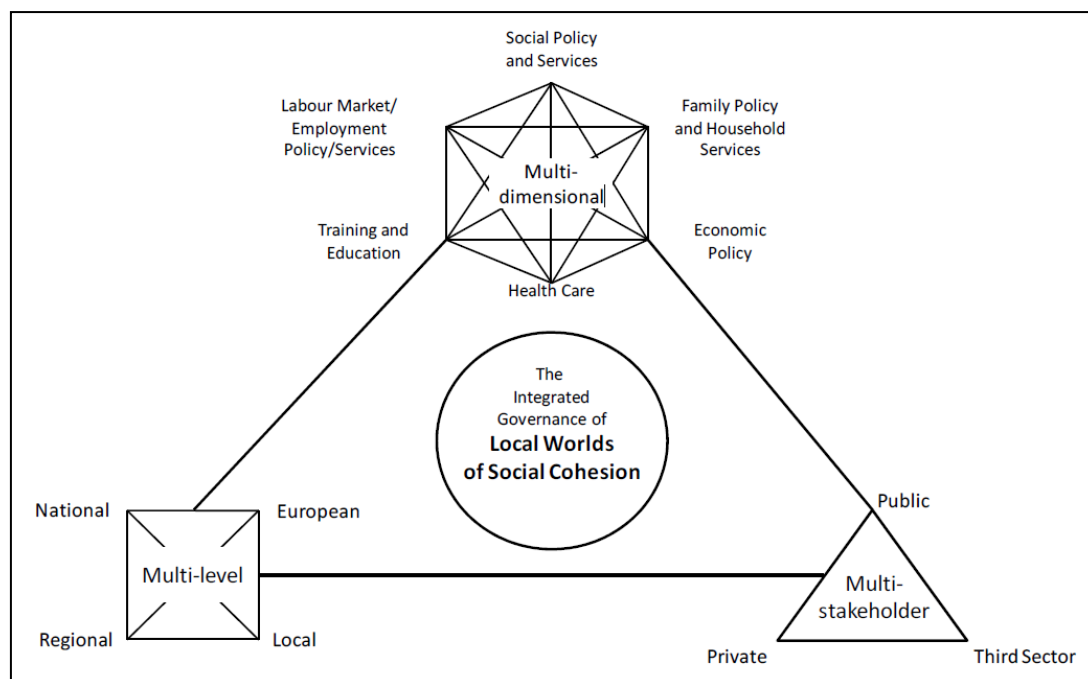 Social Policy
and Services
Labour Market/
Employment
Policy/Services
Family Policy
and Household
Services
Multi-
dimensional
Training and
Education
Economic
Policy
Health Care
The
Integrated
Governance of
Local Worlds
of Social Cohesion
National
European
Multi-level
Regional
Local
Public
Multi-
stakeholder
Private
Third Sector